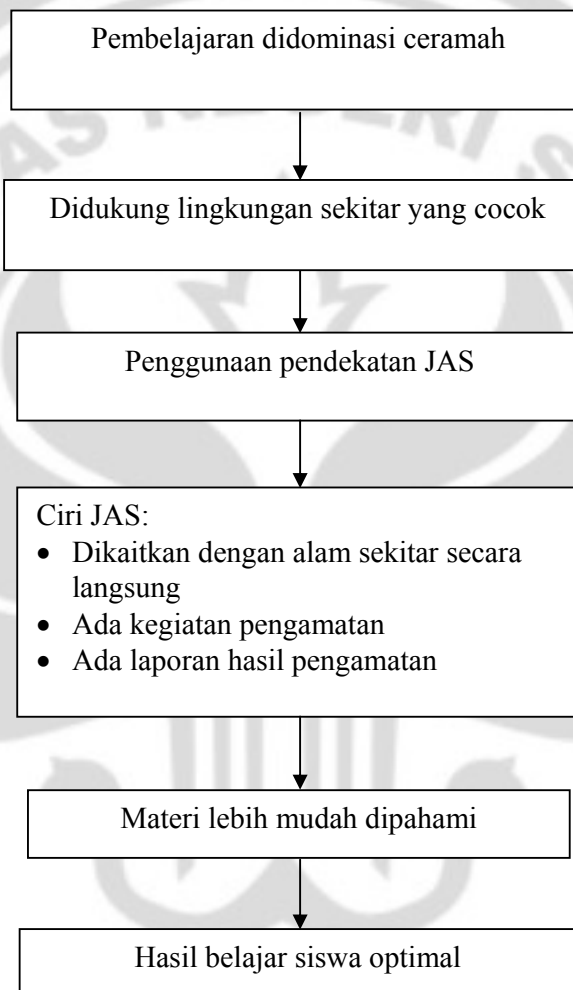 Pembelajaran didominasi ceramah
Didukung lingkungan sekitar yang cocok
Penggunaan pendekatan JAS
Ciri JAS:
• Dikaitkan dengan alam sekitar secara
langsung
• Ada kegiatan pengamatan
• Ada laporan hasil pengamatan
Materi lebih mudah dipahami
Hasil belajar siswa optimal